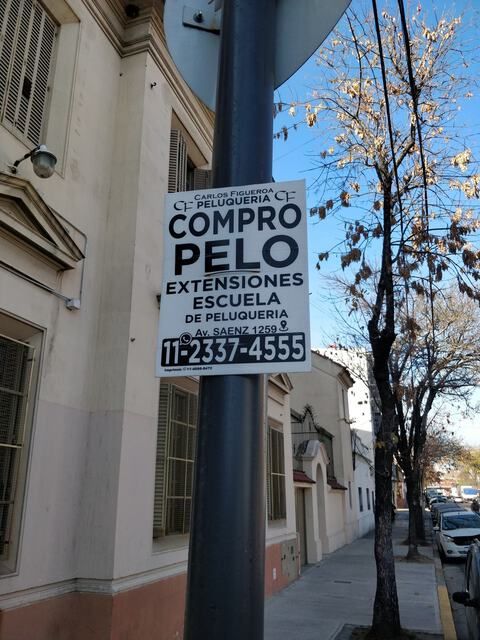 CARLOS FIGUEROA
CF PELUQUERIA CF
COMPRO
PELO
EXTENSIONES
ESCUELA
DE PELUQUERIA
Av. SAENZ 1259
11-2337-4555